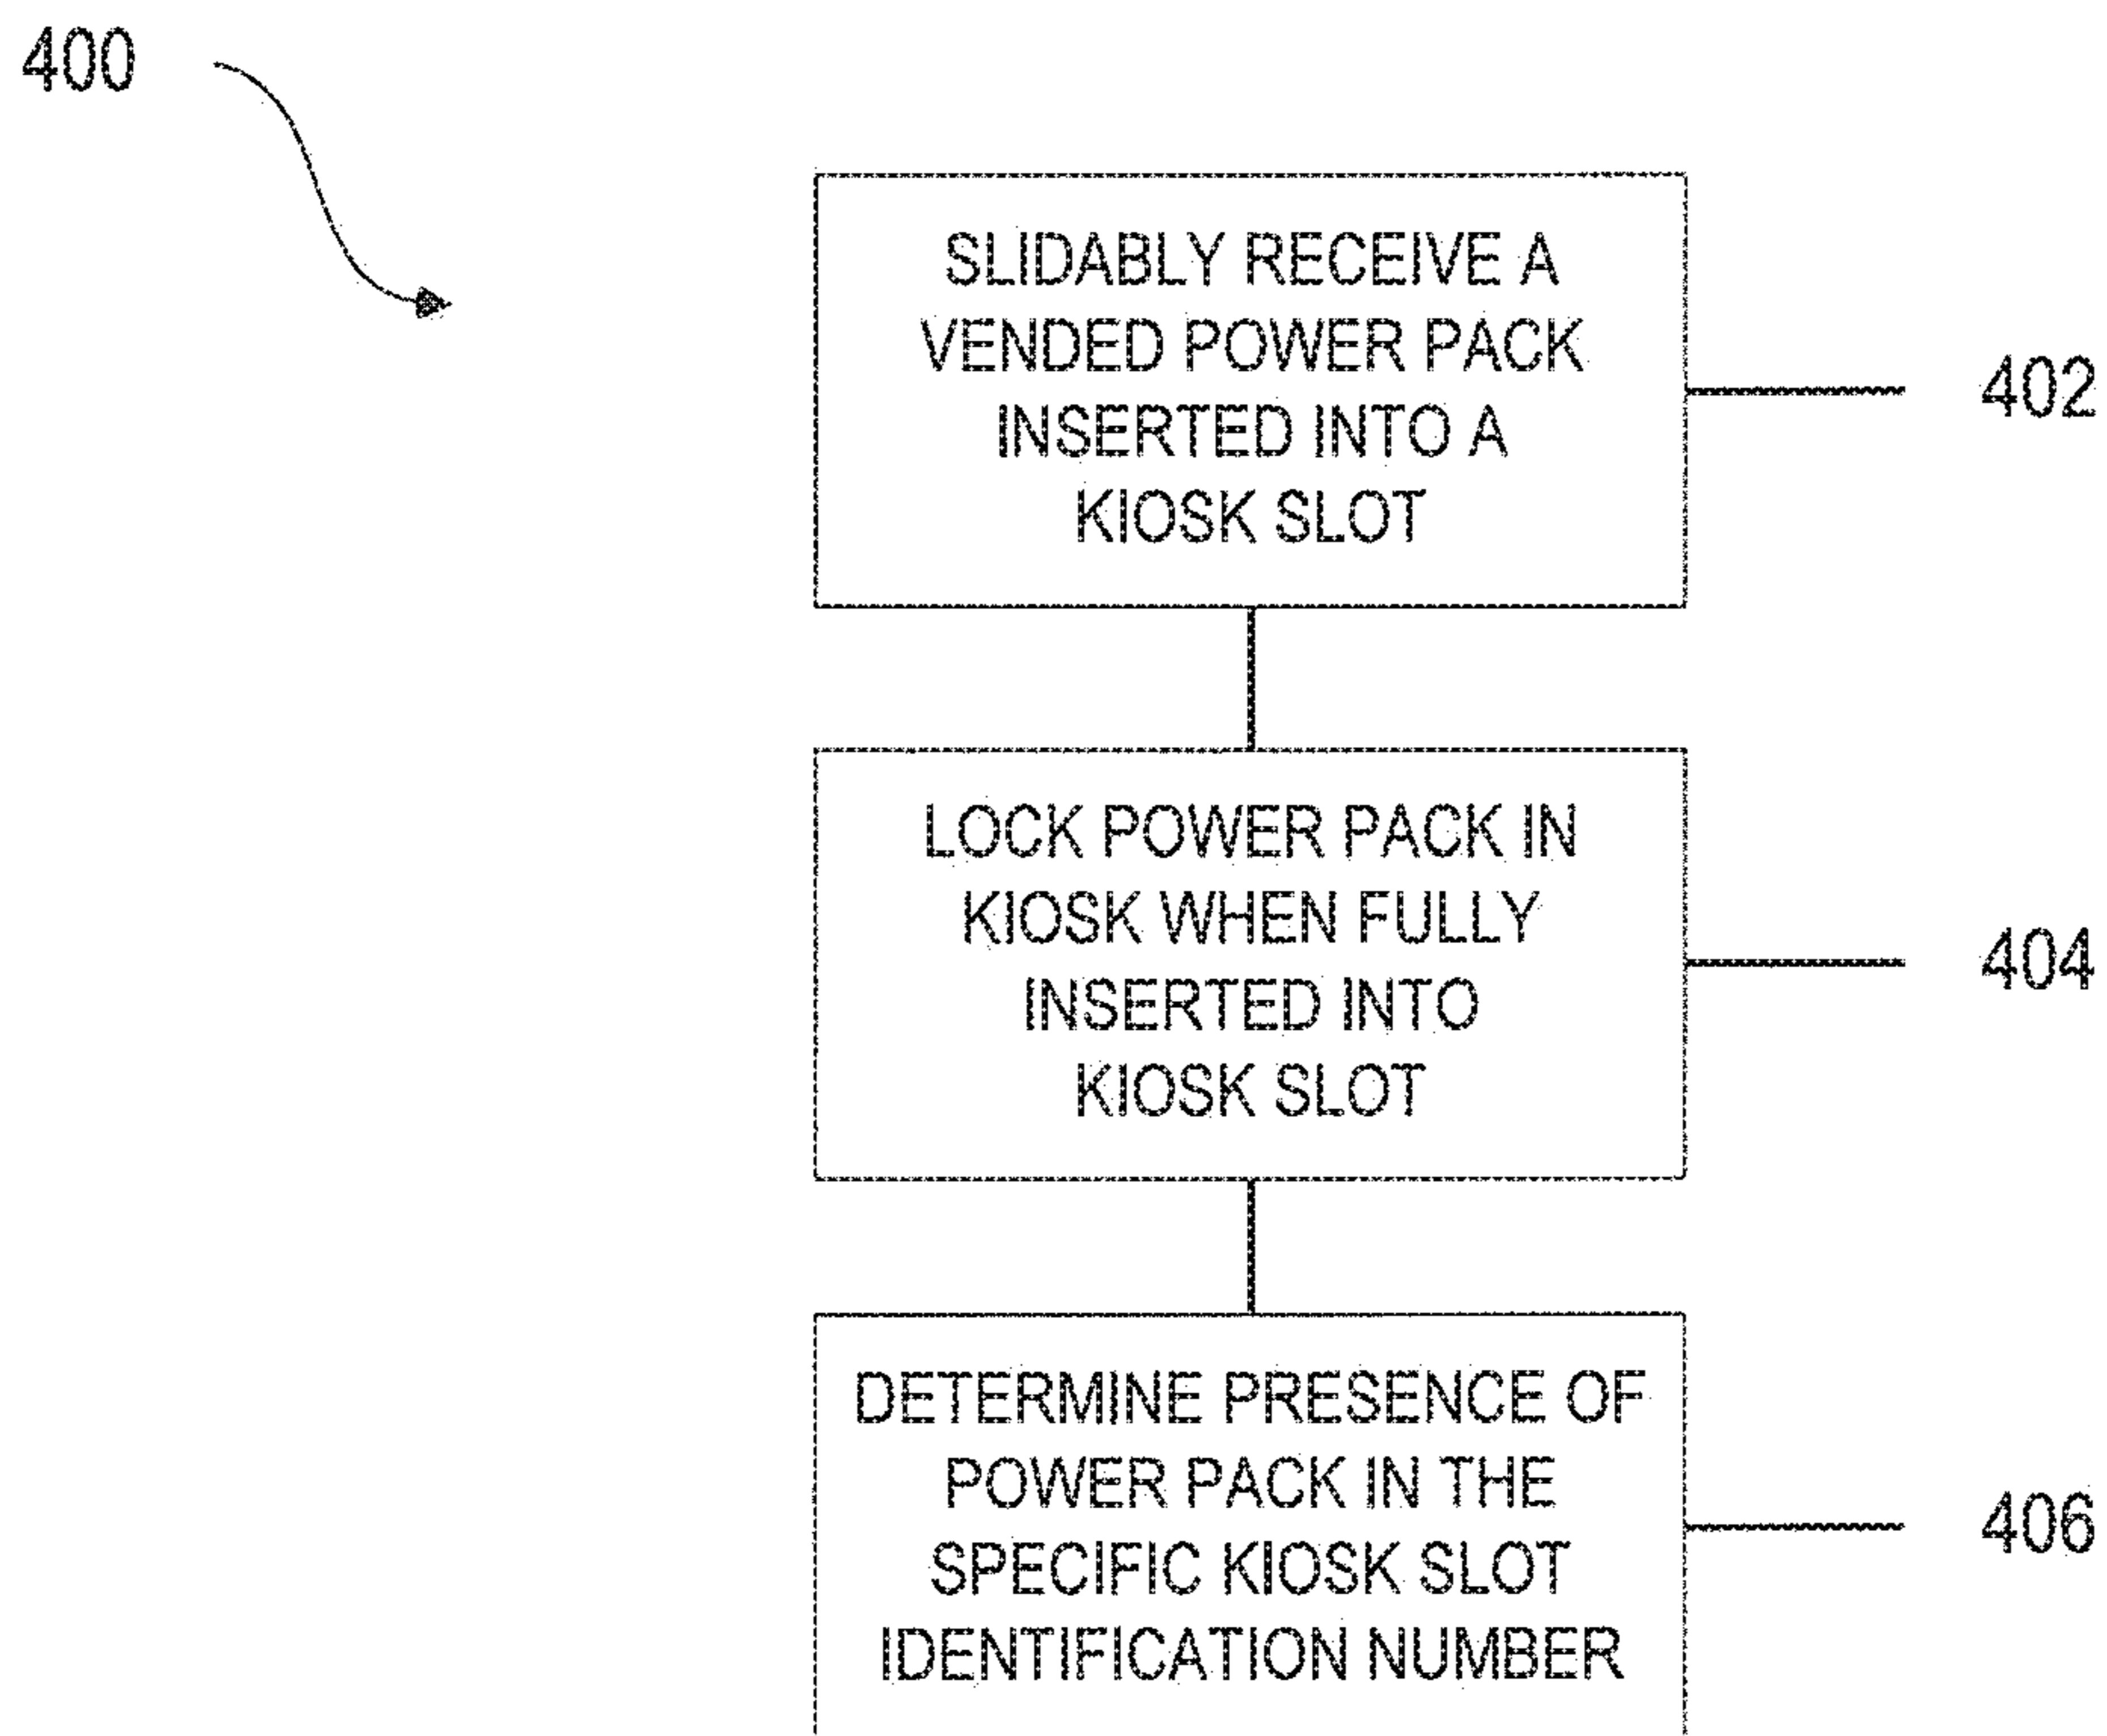 400
SLIDABLY RECEIVE A
VENDED POWER PACK
INSERTED INTO A
KIOSK SLOT
402
LOCK POWER PACK IN
KIOSK WHEN FULLY
INSERTED INTO
KIOSK SLOT
404
DETERMINE PRESENCE OF
POWER PACK IN THE
SPECIFIC KIOSK SLOT
IDENTIFICATION NUMBER
406